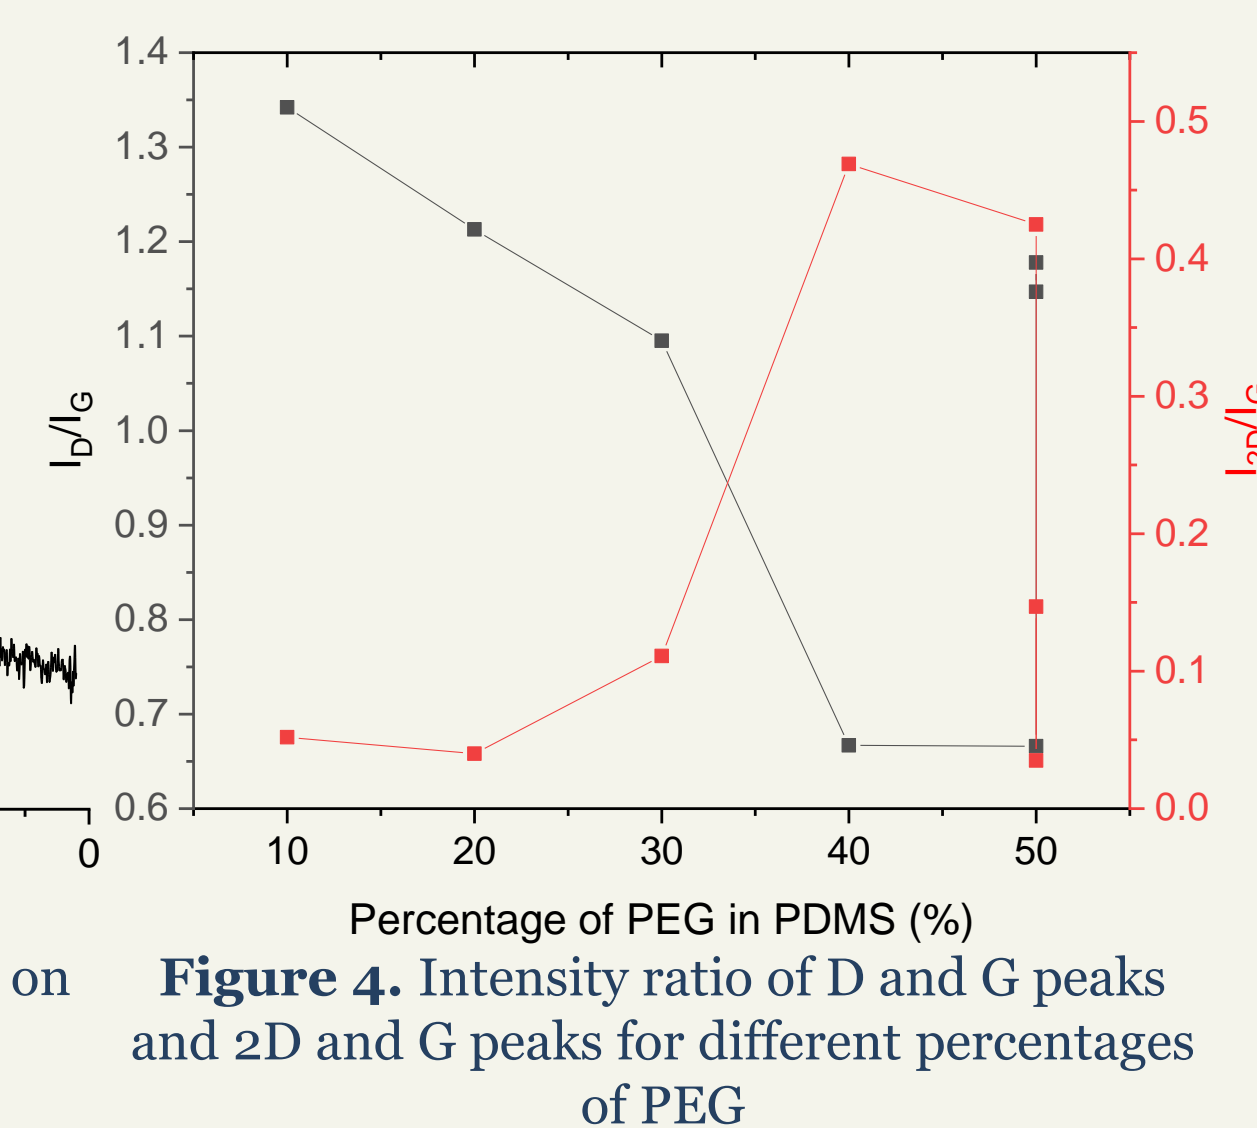 1.4
1.3
1.2
1.1
1.0
0.9
0.8
0.7
0.6
I_D/I_G
0.5
0.4
0.3
0.2
0.1
0.0
I_2D/I_G
0
10 20 30 40 50
Percentage of PEG in PDMS (%)
on
Figure 4. Intensity ratio of D and G peaks
and 2D and G peaks for different percentages
of PEG